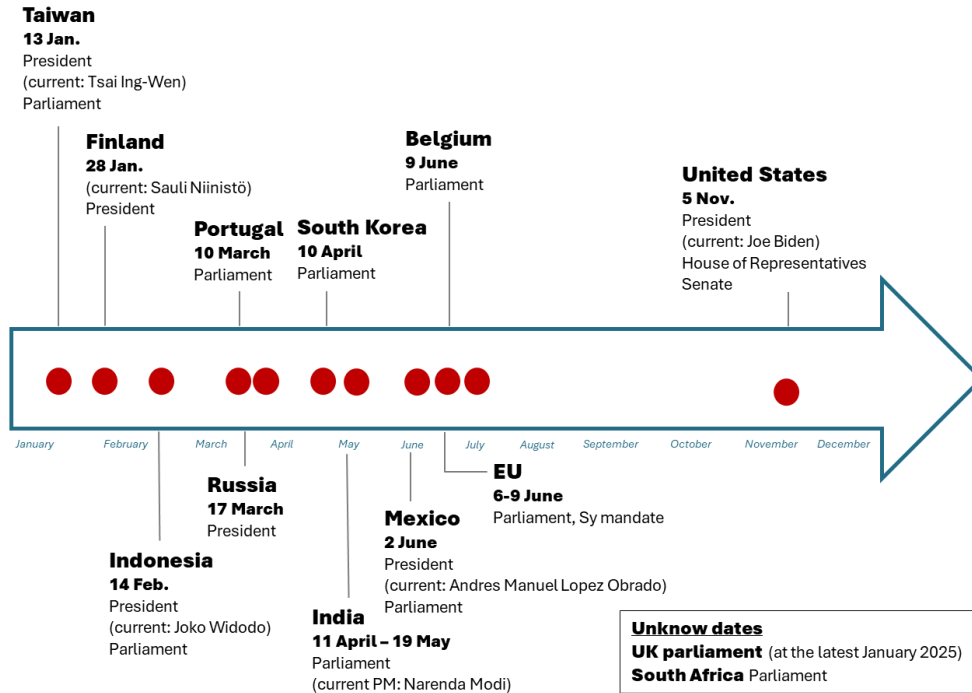 Taiwan
13 Jan.
President
(current: Tsai Ing-Wen)
Parliament
Finland
28 Jan.
(current: Sauli Niinistö)
President
Portugal
10 March
Parliament
South Korea
10 April
Parliament
Belgium
9 June
Parliament
United States
5 Nov.
President
(current: Joe Biden)
House of Representatives
Senate
January
February
March
April
May
June
July
August
September
October
November
December
Russia
17 March
President
Indonesia
14 Feb.
President
(current: Joko Widodo)
Parliament
India
11 April – 19 May
Parliament
(current PM: Narenda Modi)
Mexico
2 June
President
(current: Andres Manuel Lopez Obrado)
Parliament
EU
6-9 June
Parliament, Sy mandate
Unknow dates
UK parliament (at the latest January 2025)
South Africa Parliament